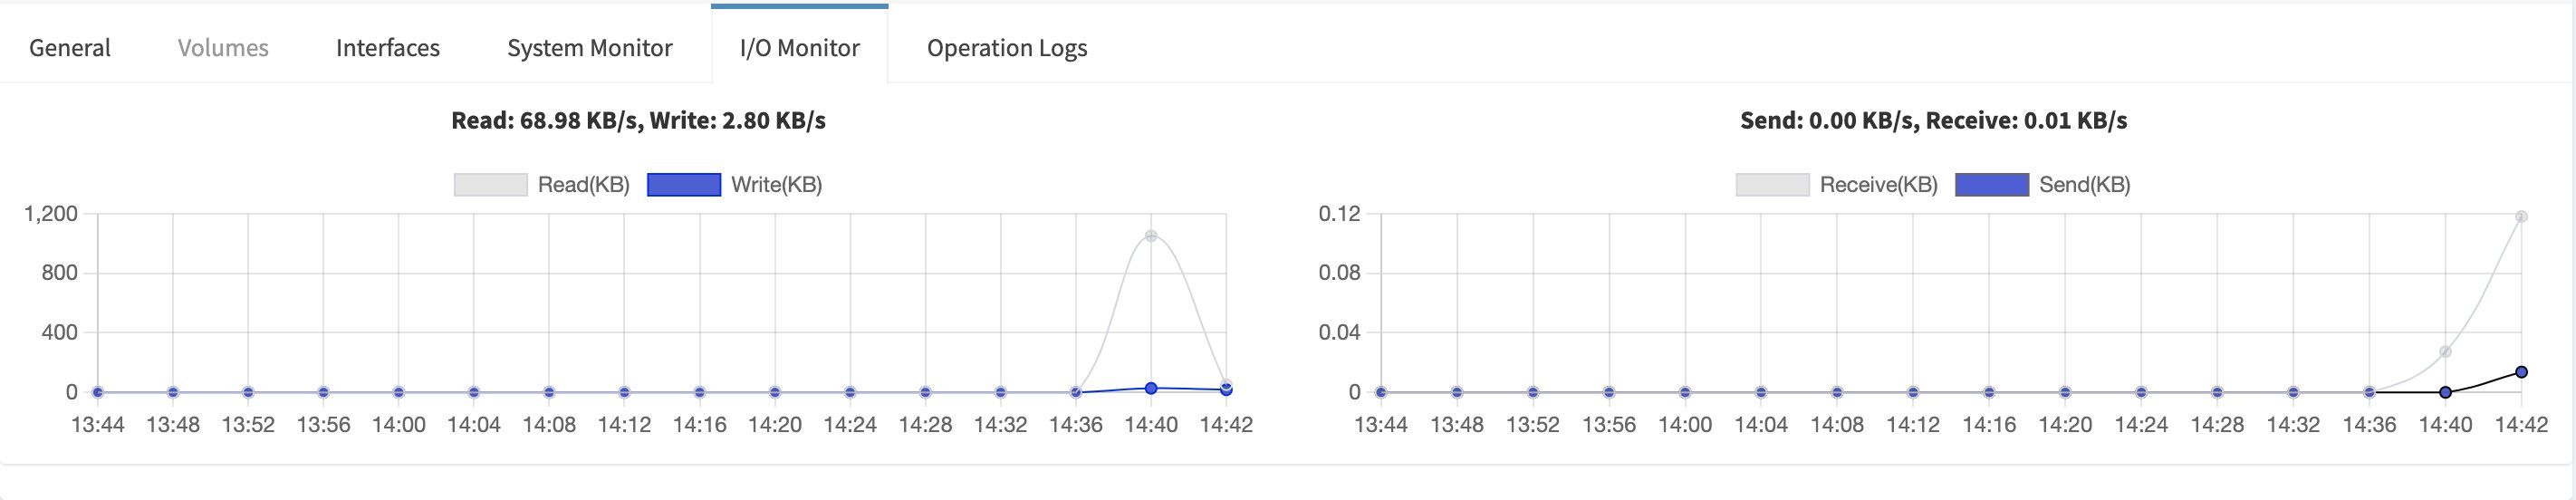 General Volumes Interfaces System Monitor I/O Monitor Operation Logs
Read: 68.98 KB/s, Write: 2.80 KB/s
Read(KB) Write(KB)
1,200
800
400
0
13:44 13:48 13:52 13:56 14:00 14:04 14:08 14:12 14:16 14:20 14:24 14:28 14:32 14:36 14:40 14:42
Send: 0.00 KB/s, Receive: 0.01 KB/s
Receive(KB) Send(KB)
0.12
0.08
0.04
0
13:44 13:48 13:52 13:56 14:00 14:04 14:08 14:12 14:16 14:20 14:24 14:28 14:32 14:36 14:40 14:42